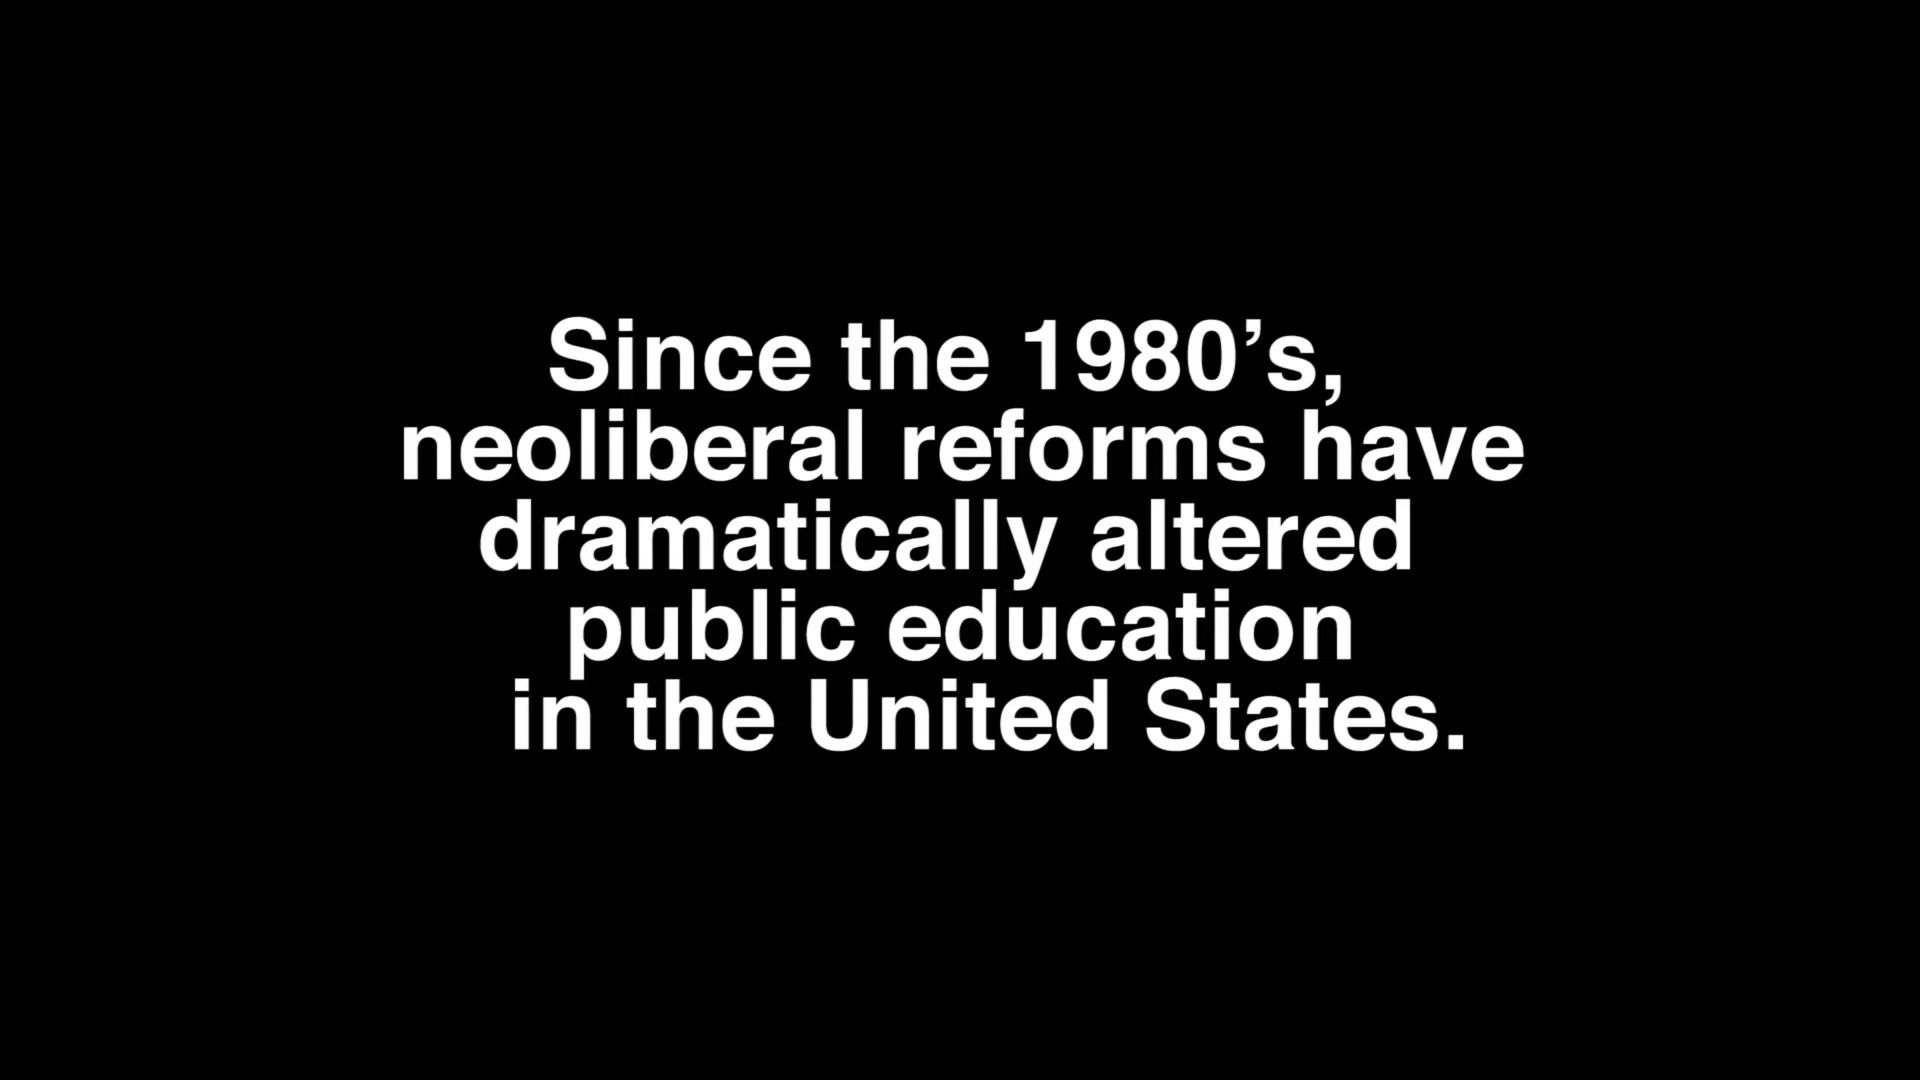 Since the 1980’s,
neoliberal reforms have
dramatically altered
public education
in the United States.